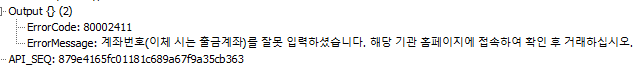 Output {} (2)
ErrorCode: 80002411
ErrorMessage: 계좌번호(이체 시는 출금계좌)를 잘못 입력하셨습니다. 해당 기관 홈페이지에 접속하여 확인 후 거래하십시오.
API_SEQ: 879e4165fc01181c689a67f9a35cb363